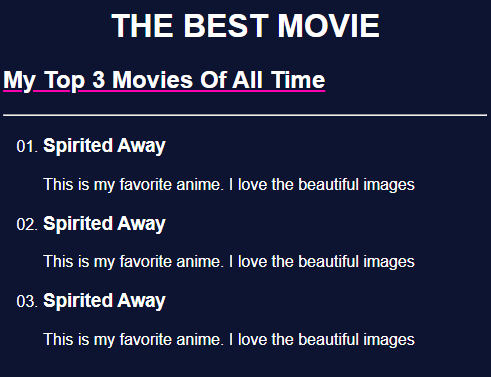 THE BEST MOVIE
My Top 3 Movies Of All Time
01. Spirited Away
This is my favorite anime. I love the beautiful images
02. Spirited Away
This is my favorite anime. I love the beautiful images
03. Spirited Away
This is my favorite anime. I love the beautiful images